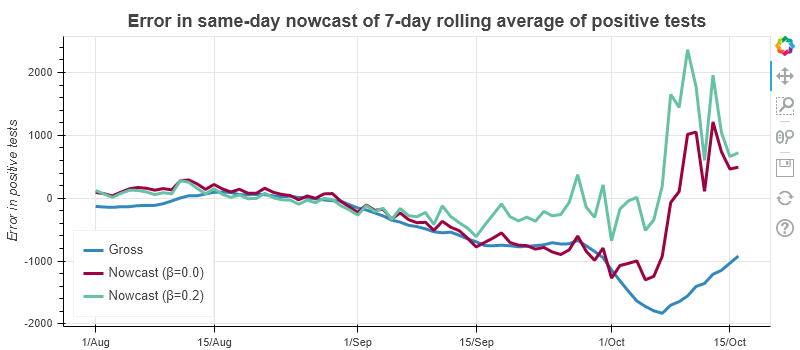 Error in same-day nowcast of 7-day rolling average of positive tests
Error in positive tests
2000
1000
0
-1000
-2000
Gross
Nowcast (β=0.0)
Nowcast (β=0.2)
1/Aug
15/Aug
1/Sep
15/Sep
1/Oct
15/Oct